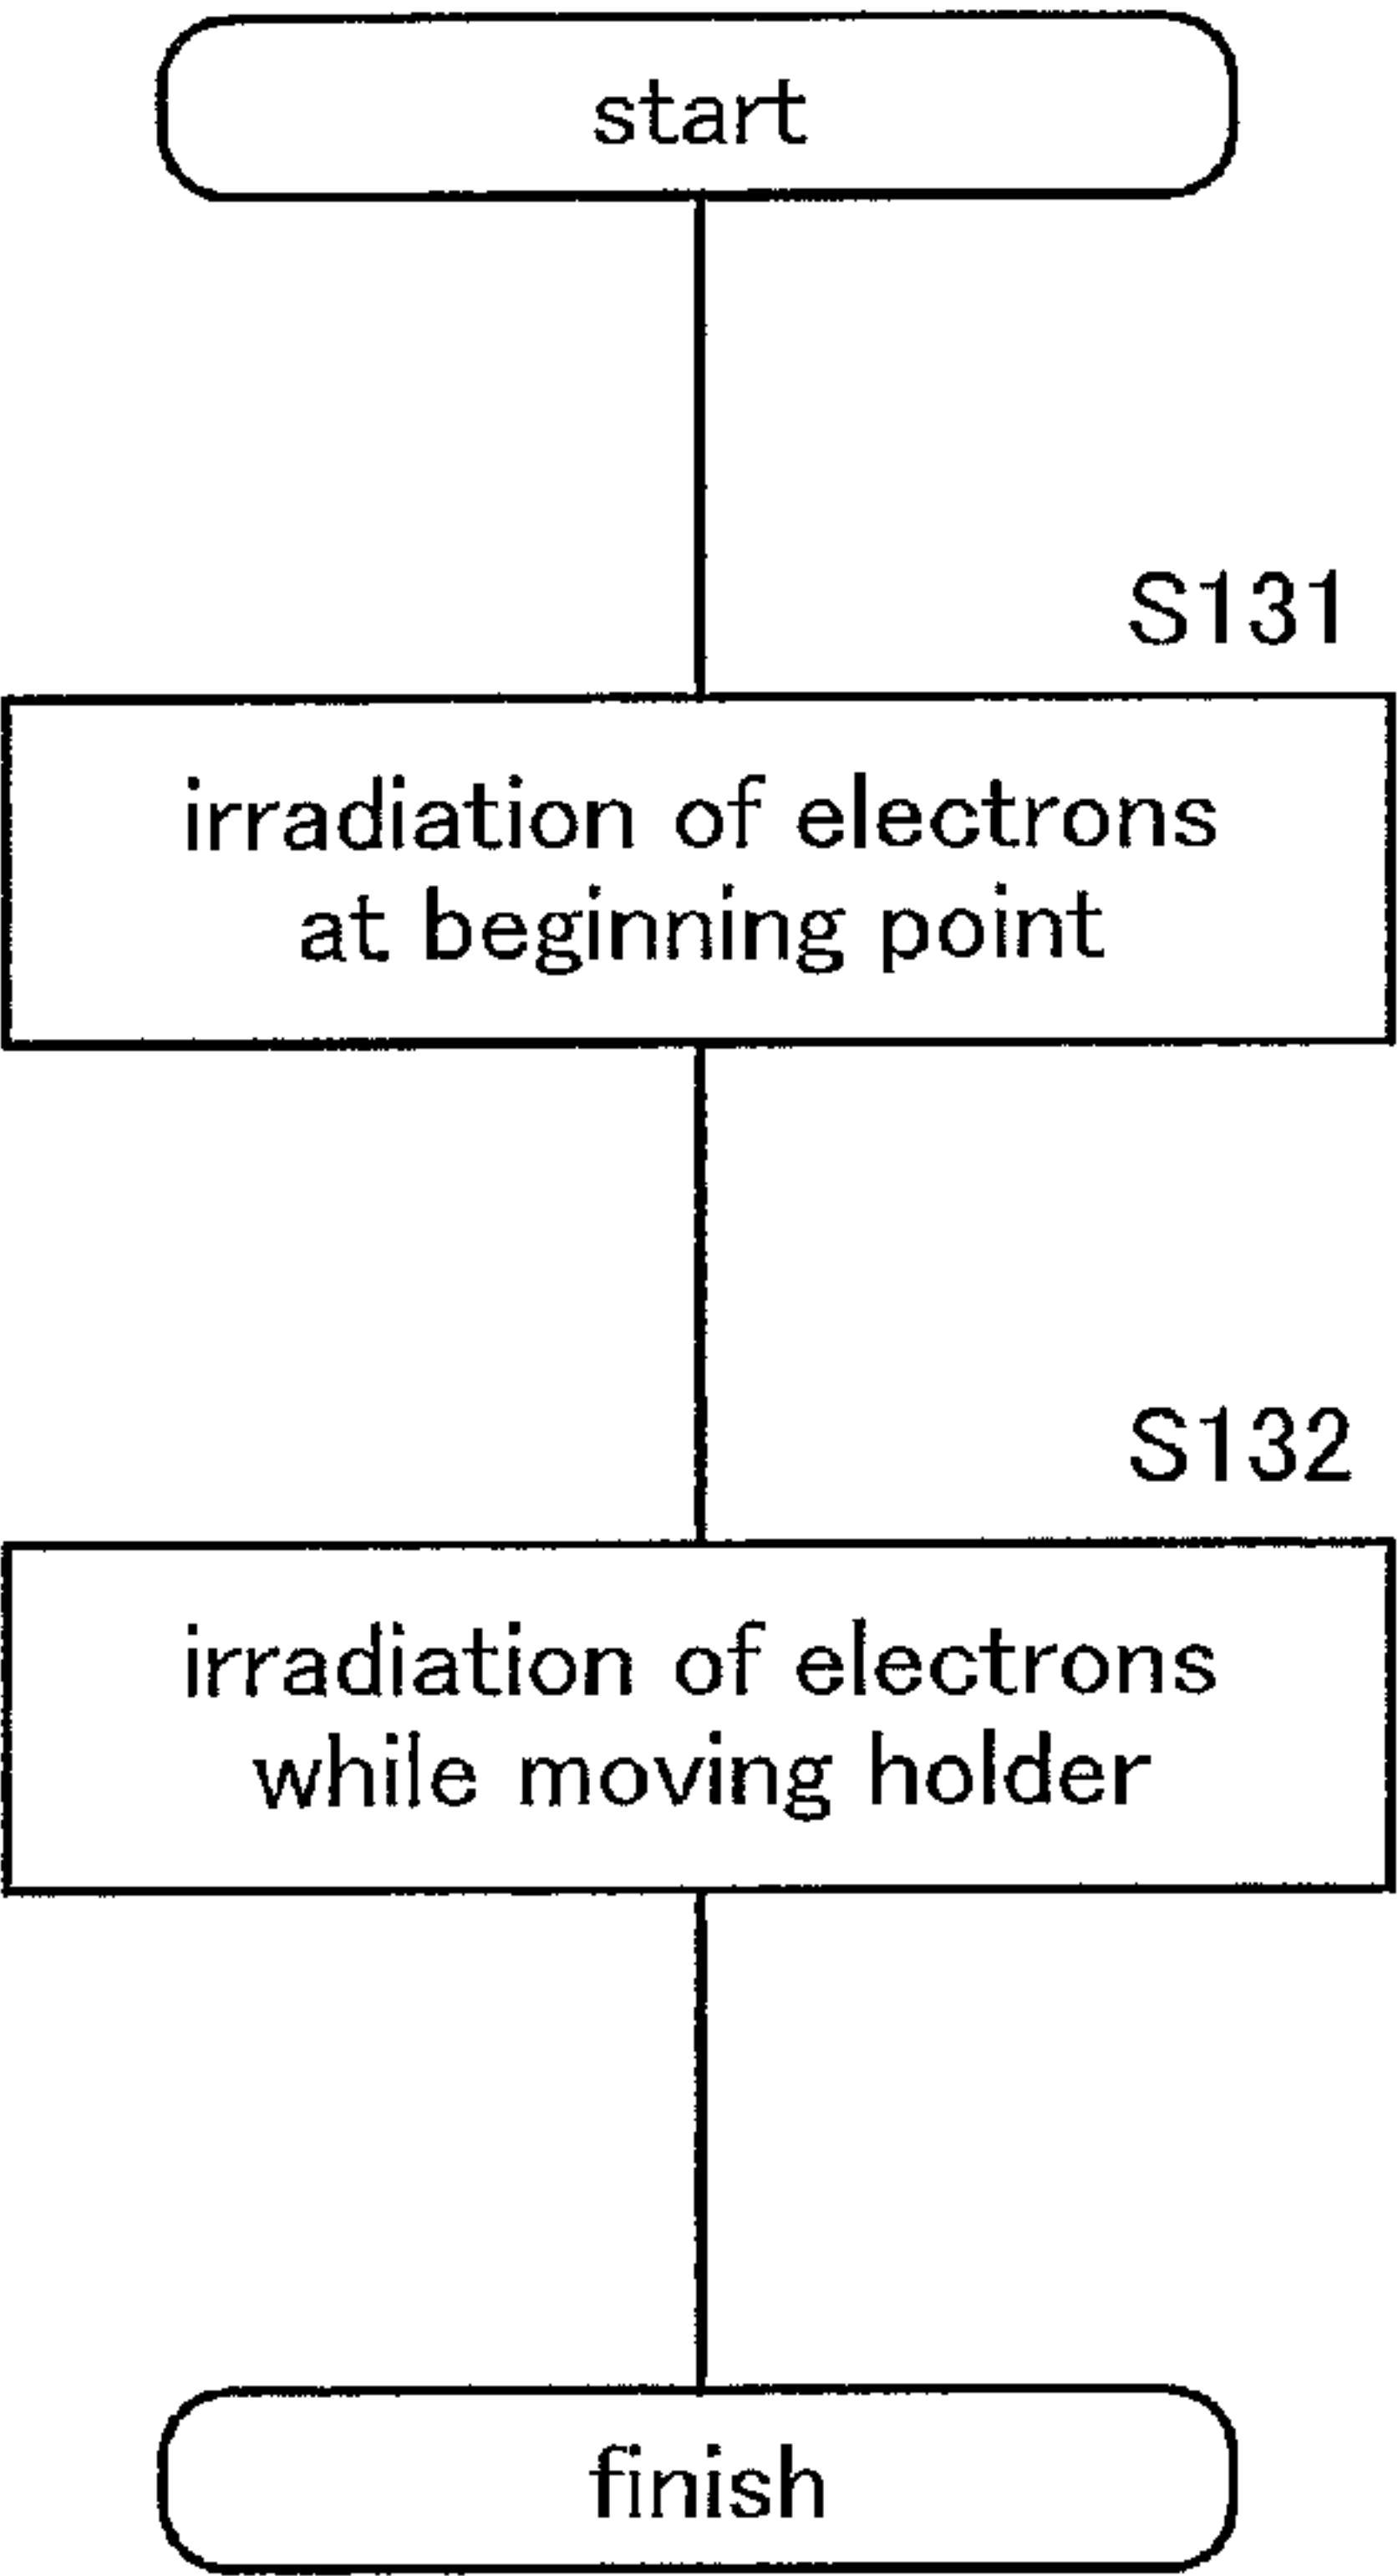 start
S131
irradiation of electrons
at beginning point
S132
irradiation of electrons
while moving holder
finish